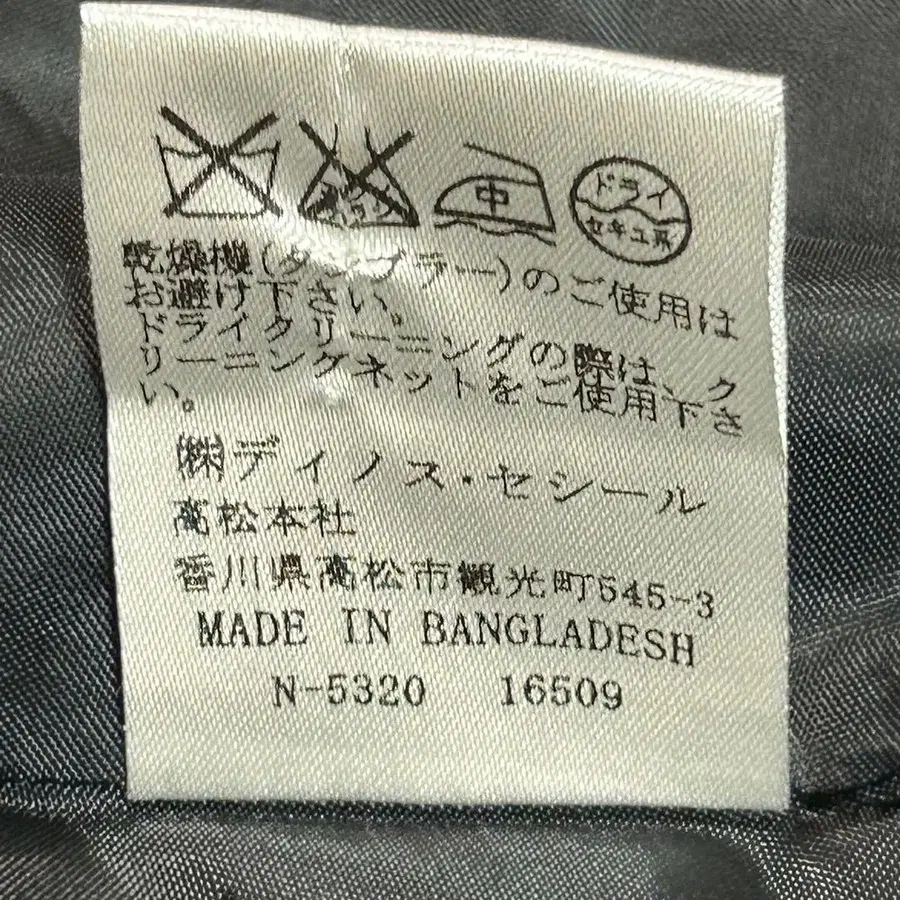 中 ドライ
セキユ系
乾燥機(タンブラー)のご使用は
お避け下さい。
ドライクリーニングの際は、ク
リーニングネットをご使用下さ
い。
㈱ディノス・セシール
高松本社
香川県高松市観光町545-3
MADE IN BANGLADESH
N-5320 16509